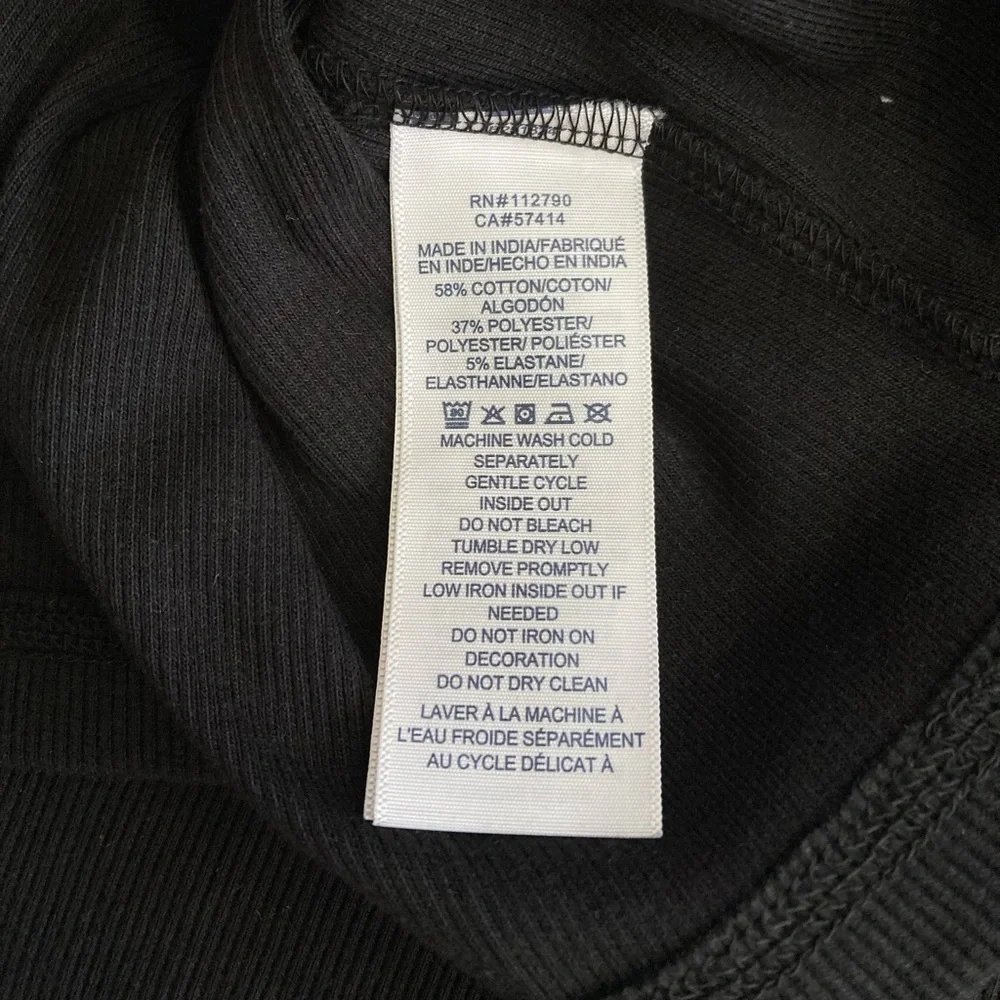 RN#112790
CA#57414
MADE IN INDIA/FABRIQUÉ
EN INDE/HECHO EN INDIA
58% COTTON/COTON/
ALGODÓN
37% POLYESTER/
POLYESTER/ POLIÉSTER
5% ELASTANE/
ELASTHANNE/ELASTANO
MACHINE WASH COLD
SEPARATELY
GENTLE CYCLE
INSIDE OUT
DO NOT BLEACH
TUMBLE DRY LOW
REMOVE PROMPTLY
LOW IRON INSIDE OUT IF
NEEDED
DO NOT IRON ON
DECORATION
DO NOT DRY CLEAN
LAVER À LA MACHINE À
L'EAU FROIDE SÉPARÉMENT
AU CYCLE DÉLICAT À